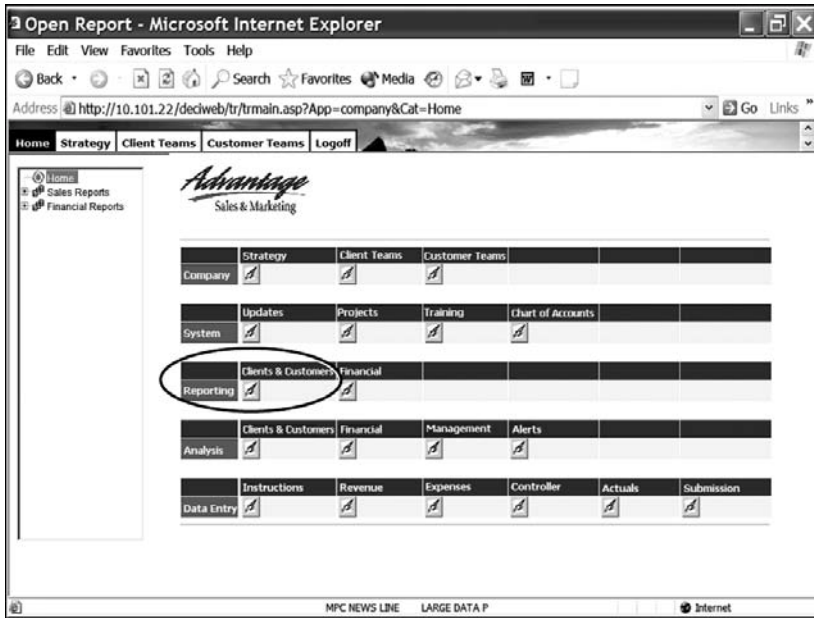 Open Report - Microsoft Internet Explorer
File Edit View Favorites Tools Help
Back Search Favorites Media
Address http://10.101.22/deciweb/tr/trmain.asp?App=company&Cat=Home Go Links »
Home Strategy Client Teams Customer Teams Logoff
Home
Sales Reports
Financial Reports
Advantage
Sales & Marketing
Strategy Client Teams Customer Teams
Company
Updates Projects Training Chart of Accounts
System
Clients & Customers Financial
Reporting
Clients & Customers Financial Management Alerts
Analysis
Instructions Revenue Expenses Controller Actuals Submission
Data Entry
MPC NEWS LINE LARGE DATA P Internet